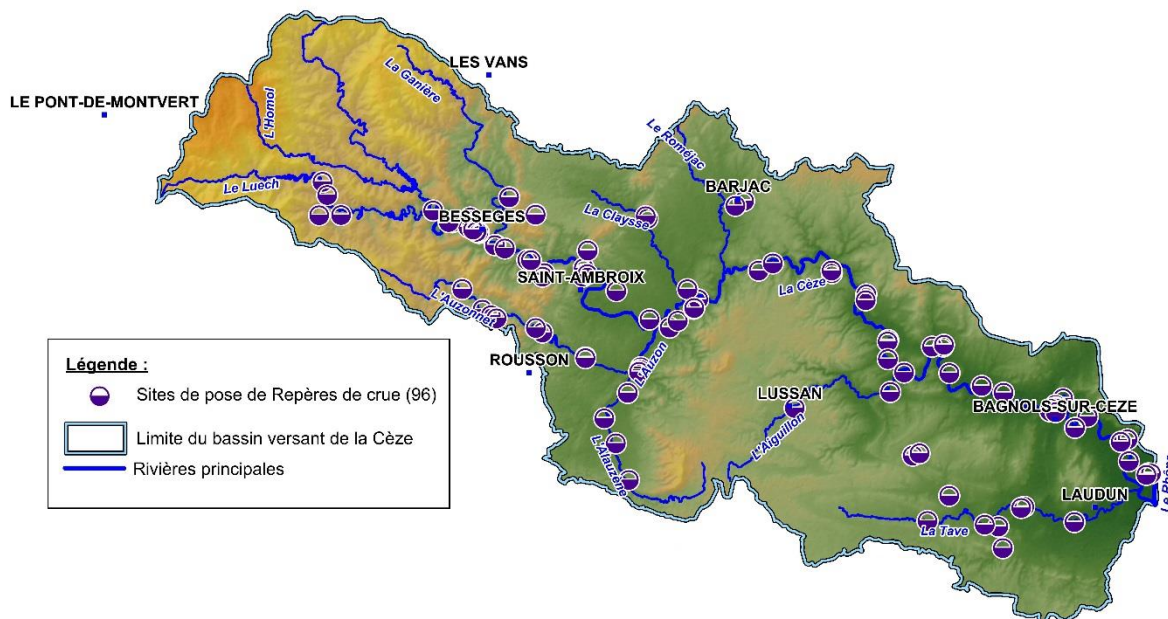 LES VANS
LE PONT-DE-MONTVERT
La Ganière
L'Homol
Le Roméjac
Le Luech
BARJAC
BESSEGES
La Claysse
SAINT-AMBROIX
La Cèze
L'Auzonnet
ROUSSON
L'Auzon
LUSSAN
BAGNOLS-SUR-CEZE
L'Aiguillon
L'Alauzène
LAUDUN
Le Rhône
La Tave
Légende :
Sites de pose de Repères de crue (96)
Limite du bassin versant de la Cèze
Rivières principales